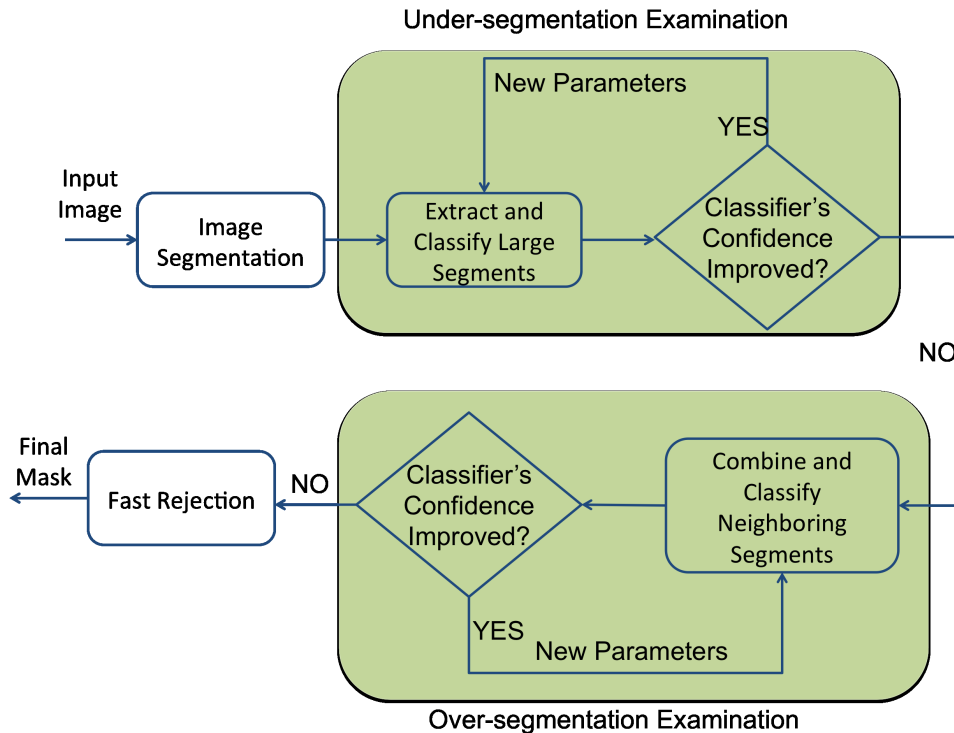 Under-segmentation Examination
New Parameters
YES
Input
Image
Image
Segmentation
Extract and
Classify Large
Segments
Classifier’s
Confidence
Improved?
NO
Final
Mask
Fast Rejection
NO
Classifier’s
Confidence
Improved?
Combine and
Classify
Neighboring
Segments
YES
New Parameters
Over-segmentation Examination